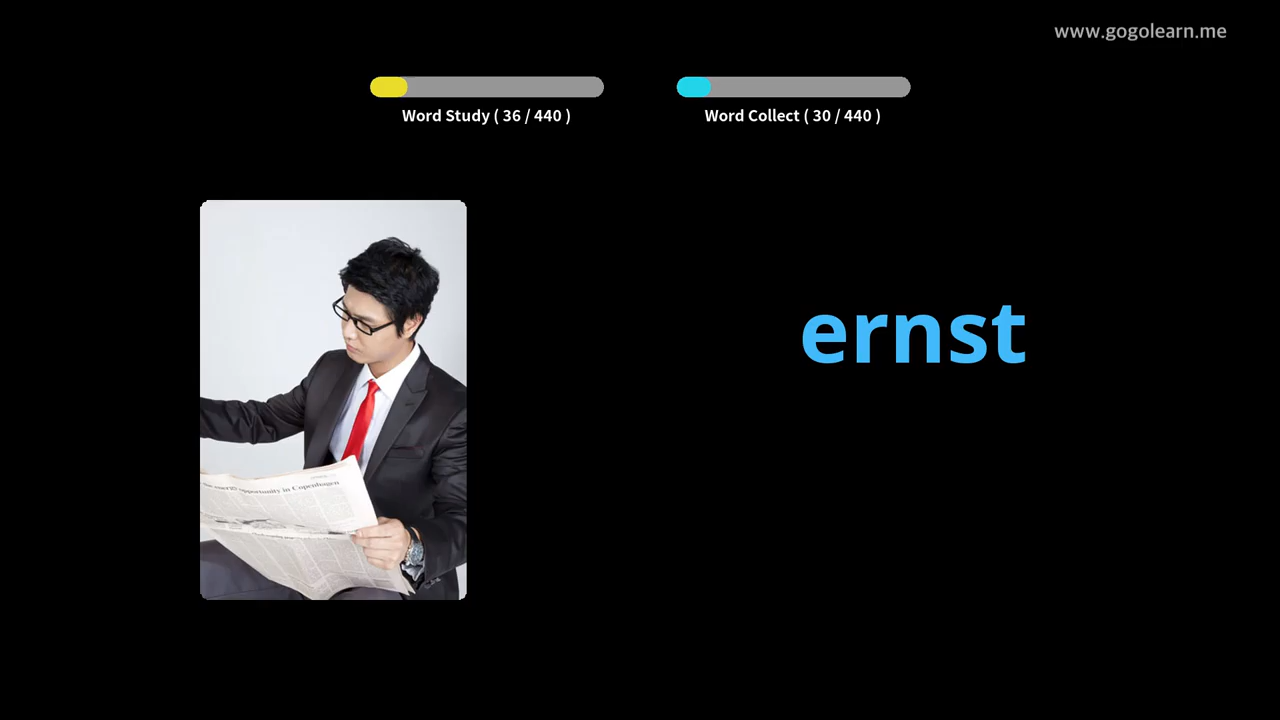 www.gogolearn.me
Word Study ( 36 / 440 )
Word Collect ( 30 / 440 )
ernst
opportunity in Copenhagen